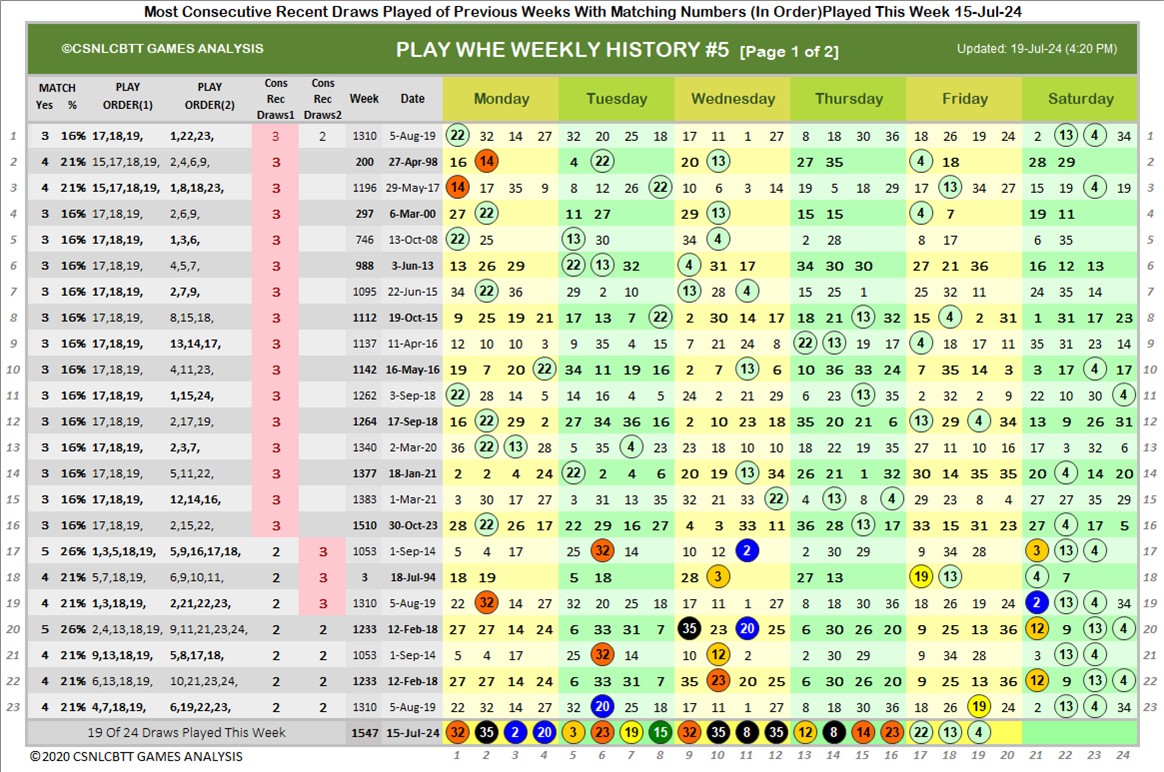 Most Consecutive Recent Draws Played of Previous Weeks With Matching Numbers (In Order)Played This Week 15-Jul-24
©CSNLCBTT GAMES ANALYSIS PLAY WHE WEEKLY HISTORY #5 [Page 1 of 2] Updated: 19-Jul-24 (4:20 PM)
MATCH Yes % PLAY ORDER(1) PLAY ORDER(2) Cons Rec Draws1 Cons Rec Draws2 Week Date Monday Tuesday Wednesday Thursday Friday Saturday
1 3 16% 17,18,19, 1,22,23, 3 2 1310 5-Aug-19 22 32 14 27 32 20 25 18 17 11 1 27 8 18 30 36 18 26 19 24 2 13 4 34 1
2 4 21% 15,17,18,19, 2,4,6,9, 3 200 27-Apr-98 16 14 4 22 20 13 27 35 4 18 28 29 2
3 4 21% 15,17,18,19, 1,8,18,23, 3 1196 29-May-17 14 17 35 9 8 12 26 22 10 6 3 14 19 5 18 29 17 13 34 27 15 19 4 19 3
4 3 16% 17,18,19, 2,6,9, 3 297 6-Mar-00 27 22 11 27 29 13 15 15 4 7 19 11 4
5 3 16% 17,18,19, 1,3,6, 3 746 13-Oct-08 22 25 13 30 34 4 2 28 8 17 6 35 5
6 3 16% 17,18,19, 4,5,7, 3 988 3-Jun-13 13 26 29 22 13 32 4 31 17 34 30 30 27 21 36 16 12 13 6
7 3 16% 17,18,19, 2,7,9, 3 1095 22-Jun-15 34 22 36 29 2 10 13 28 4 15 25 1 25 32 11 24 35 14 7
8 3 16% 17,18,19, 8,15,18, 3 1112 19-Oct-15 9 25 19 21 17 13 7 22 2 30 14 17 18 21 13 32 15 4 2 31 1 31 17 23 8
9 3 16% 17,18,19, 13,14,17, 3 1137 11-Apr-16 12 10 10 3 9 35 4 15 7 21 24 8 22 13 19 17 4 18 17 11 35 31 23 14 9
10 3 16% 17,18,19, 4,11,23, 3 1142 16-May-16 19 7 20 22 34 11 19 16 2 7 13 6 10 36 33 24 7 35 14 3 3 17 4 17 10
11 3 16% 17,18,19, 1,15,24, 3 1262 3-Sep-18 22 28 14 5 14 16 4 5 24 2 21 29 6 23 13 35 2 32 2 9 22 10 30 4 11
12 3 16% 17,18,19, 2,17,19, 3 1264 17-Sep-18 16 22 29 2 27 34 36 16 2 10 23 18 35 20 21 6 13 29 4 34 13 9 26 31 12
13 3 16% 17,18,19, 2,3,7, 3 1340 2-Mar-20 36 22 13 28 5 35 4 23 23 18 10 10 18 22 19 35 27 11 10 16 17 3 32 6 13
14 3 16% 17,18,19, 5,11,22, 3 1377 18-Jan-21 2 2 4 24 22 2 4 6 20 19 13 34 26 21 1 32 30 14 35 35 20 4 14 20 14
15 3 16% 17,18,19, 12,14,16, 3 1383 1-Mar-21 3 30 17 27 3 31 13 35 32 21 33 22 4 13 8 4 29 23 8 4 27 27 35 29 15
16 3 16% 17,18,19, 2,15,22, 3 1510 30-Oct-23 28 22 26 17 22 29 16 27 4 3 33 11 36 28 13 17 33 15 31 23 27 4 17 5 16
17 5 26% 1,3,5,18,19, 5,9,16,17,18, 2 3 1053 1-Sep-14 5 4 17 25 32 14 10 12 2 2 30 29 9 34 28 3 13 4 17
18 4 21% 5,7,18,19, 6,9,10,11, 2 3 3 18-Jul-94 18 19 5 18 28 3 27 13 19 13 4 7 18
19 4 21% 1,3,18,19, 2,21,22,23, 2 3 1310 5-Aug-19 22 32 14 27 32 20 25 18 17 11 1 27 8 18 30 36 18 26 19 24 2 13 4 34 19
20 5 26% 2,4,13,18,19, 9,11,21,23,24, 2 2 1233 12-Feb-18 27 27 14 24 6 33 31 7 35 23 20 25 6 30 26 20 9 25 13 36 12 9 13 4 20
21 4 21% 9,13,18,19, 5,8,17,18, 2 2 1053 1-Sep-14 5 4 17 25 32 14 10 12 2 2 30 29 9 34 28 3 13 4 21
22 4 21% 6,13,18,19, 10,21,23,24, 2 2 1233 12-Feb-18 27 27 14 24 6 33 31 7 35 23 20 25 6 30 26 20 9 25 13 36 12 9 13 4 22
23 4 21% 4,7,18,19, 6,19,22,23, 2 2 1310 5-Aug-19 22 32 14 27 32 20 25 18 17 11 1 27 8 18 30 36 18 26 19 24 2 13 4 34 23
19 Of 24 Draws Played This Week 1547 15-Jul-24 32 35 2 20 3 23 19 15 32 35 8 35 12 8 14 23 22 13 4
©2020 CSNLCBTT GAMES ANALYSIS 1 2 3 4 5 6 7 8 9 10 11 12 13 14 15 16 17 18 19 20 21 22 23 24